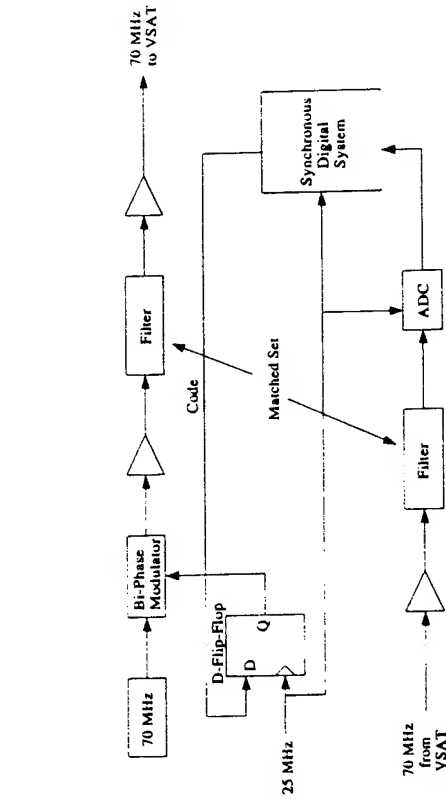 70 MHz
Bi-Phase
Modulator
Filter
70 MHz
to VSAT
D-Flip-Flop
D
Q
Code
Synchronous
Digital
System
Matched Set
25 MHz
70 MHz
from
VSAT
Filter
ADC